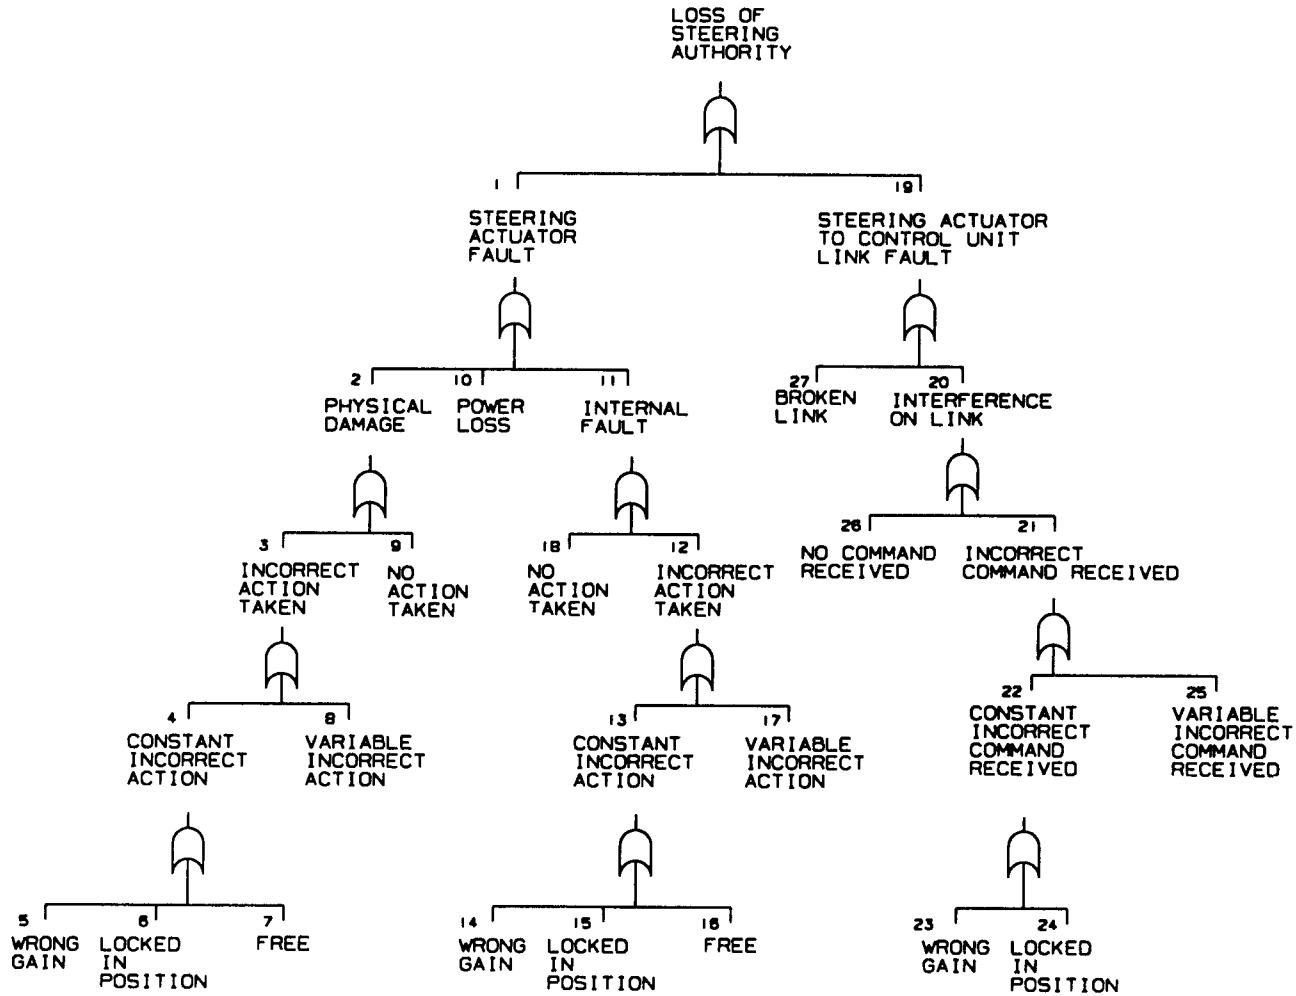 LOSS OF
STEERING
AUTHORITY
1
19
STEERING
ACTUATOR
FAULT
STEERING ACTUATOR
TO CONTROL UNIT
LINK FAULT
2
10
11
27
20
PHYSICAL
DAMAGE
POWER
LOSS
INTERNAL
FAULT
BROKEN
LINK
INTERFERENCE
ON LINK
3
9
18
12
26
21
INCORRECT
ACTION
TAKEN
NO
ACTION
TAKEN
NO
ACTION
TAKEN
INCORRECT
ACTION
TAKEN
NO COMMAND
RECEIVED
INCORRECT
COMMAND RECEIVED
4
8
13
17
22
25
CONSTANT
INCORRECT
ACTION
VARIABLE
INCORRECT
ACTION
CONSTANT
INCORRECT
ACTION
VARIABLE
INCORRECT
ACTION
CONSTANT
INCORRECT
COMMAND
RECEIVED
VARIABLE
INCORRECT
COMMAND
RECEIVED
5
6
7
14
15
16
23
24
WRONG
GAIN
LOCKED
IN
POSITION
FREE
WRONG
GAIN
LOCKED
IN
POSITION
FREE
WRONG
GAIN
LOCKED
IN
POSITION